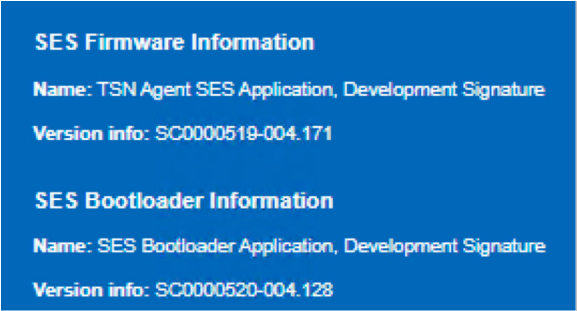 SES Firmware Information
Name: TSN Agent SES Application, Development Signature
Version info: SC0000519-004.171
SES Bootloader Information
Name: SES Bootloader Application, Development Signature
Version info: SC0000520-004.128